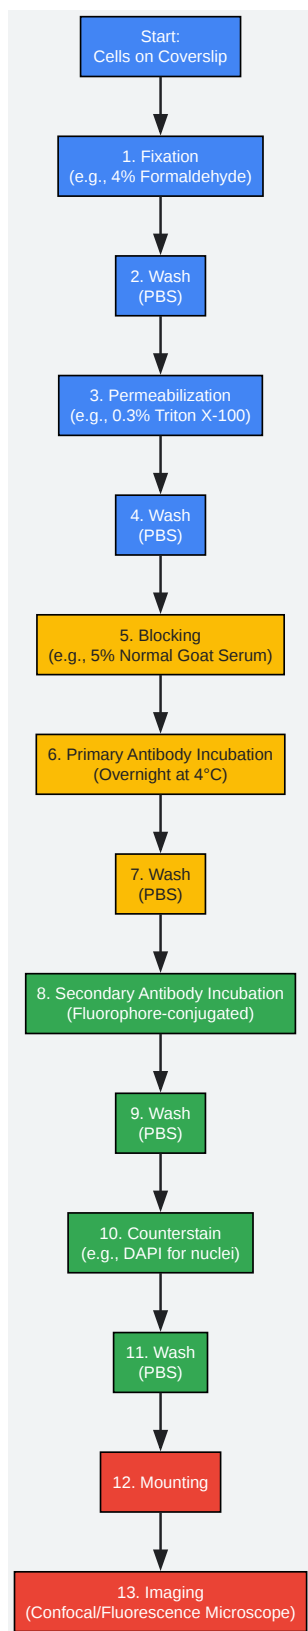 Start:
Cells on Coverslip
1. Fixation
(e.g., 4% Formaldehyde)
2. Wash
(PBS)
3. Permeabilization
(e.g., 0.3% Triton X-100)
4. Wash
(PBS)
5. Blocking
(e.g., 5% Normal Goat Serum)
6. Primary Antibody Incubation
(Overnight at 4°C)
7. Wash
(PBS)
8. Secondary Antibody Incubation
(Fluorophore-conjugated)
9. Wash
(PBS)
10. Counterstain
(e.g., DAPI for nuclei)
11. Wash
(PBS)
12. Mounting
13. Imaging
(Confocal/Fluorescence Microscope)